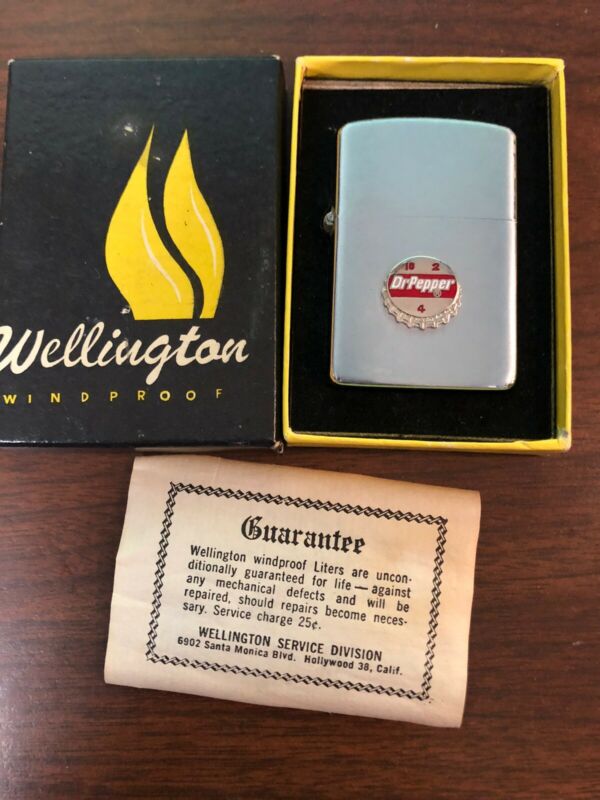 Wellington
WINDPROOF
10 2
DrPepper®
4
Guarantee
Wellington windproof Liters are uncon-
ditionally guaranteed for life — against
any mechanical defects and will be
repaired, should repairs become neces-
sary. Service charge 25¢.
WELLINGTON SERVICE DIVISION
6902 Santa Monica Blvd. Hollywood 38, Calif.